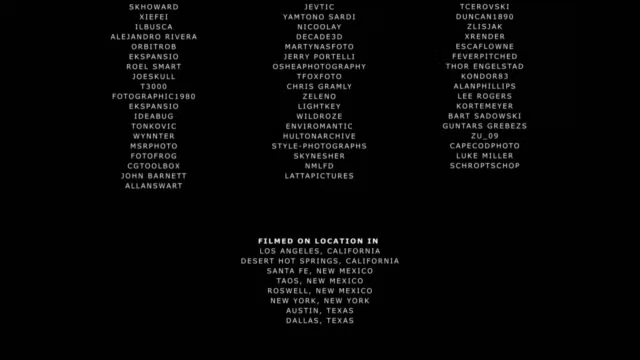 SKHOWARD
XIEFEI
ILBUSCA
ALEJANDRO RIVERA
ORBITROB
EKSPANSIO
ROEL SMART
JOESKULL
T3000
FOTOGRAPHIC1980
EKSPANSIO
IDEABUG
TONKOVIC
WYNNTER
MSRPHOTO
FOTOFROG
CGTOOLBOX
JOHN BARNETT
ALLANSWART
JEVTIC
YAMTONO SARDI
NICOOLAY
DECADE3D
MARTYNASFOTO
JERRY PORTELLI
OSHEAPHOTOGRAPHY
TFOXFOTO
CHRIS GRAMLY
ZELENO
LIGHTKEY
WILDROZE
ENVIROMANTIC
HULTONARCHIVE
STYLE-PHOTOGRAPHS
SKYNESHER
NMLFD
LATTAPICTURES
TCEROVSKI
DUNCAN1890
ZLISJAK
XRENDER
ESCAFLOWNE
FEVERPITCHED
THOR ENGELSTAD
KONDOR83
ALANPHILLIPS
LEE ROGERS
KORTEMEYER
BART SADOWSKI
GUNTARS GREBEZS
ZU_09
CAPECODPHOTO
LUKE MILLER
SCHROPTSCHOP
FILMED ON LOCATION IN
LOS ANGELES, CALIFORNIA
DESERT HOT SPRINGS, CALIFORNIA
SANTA FE, NEW MEXICO
TAOS, NEW MEXICO
ROSWELL, NEW MEXICO
NEW YORK, NEW YORK
AUSTIN, TEXAS
DALLAS, TEXAS